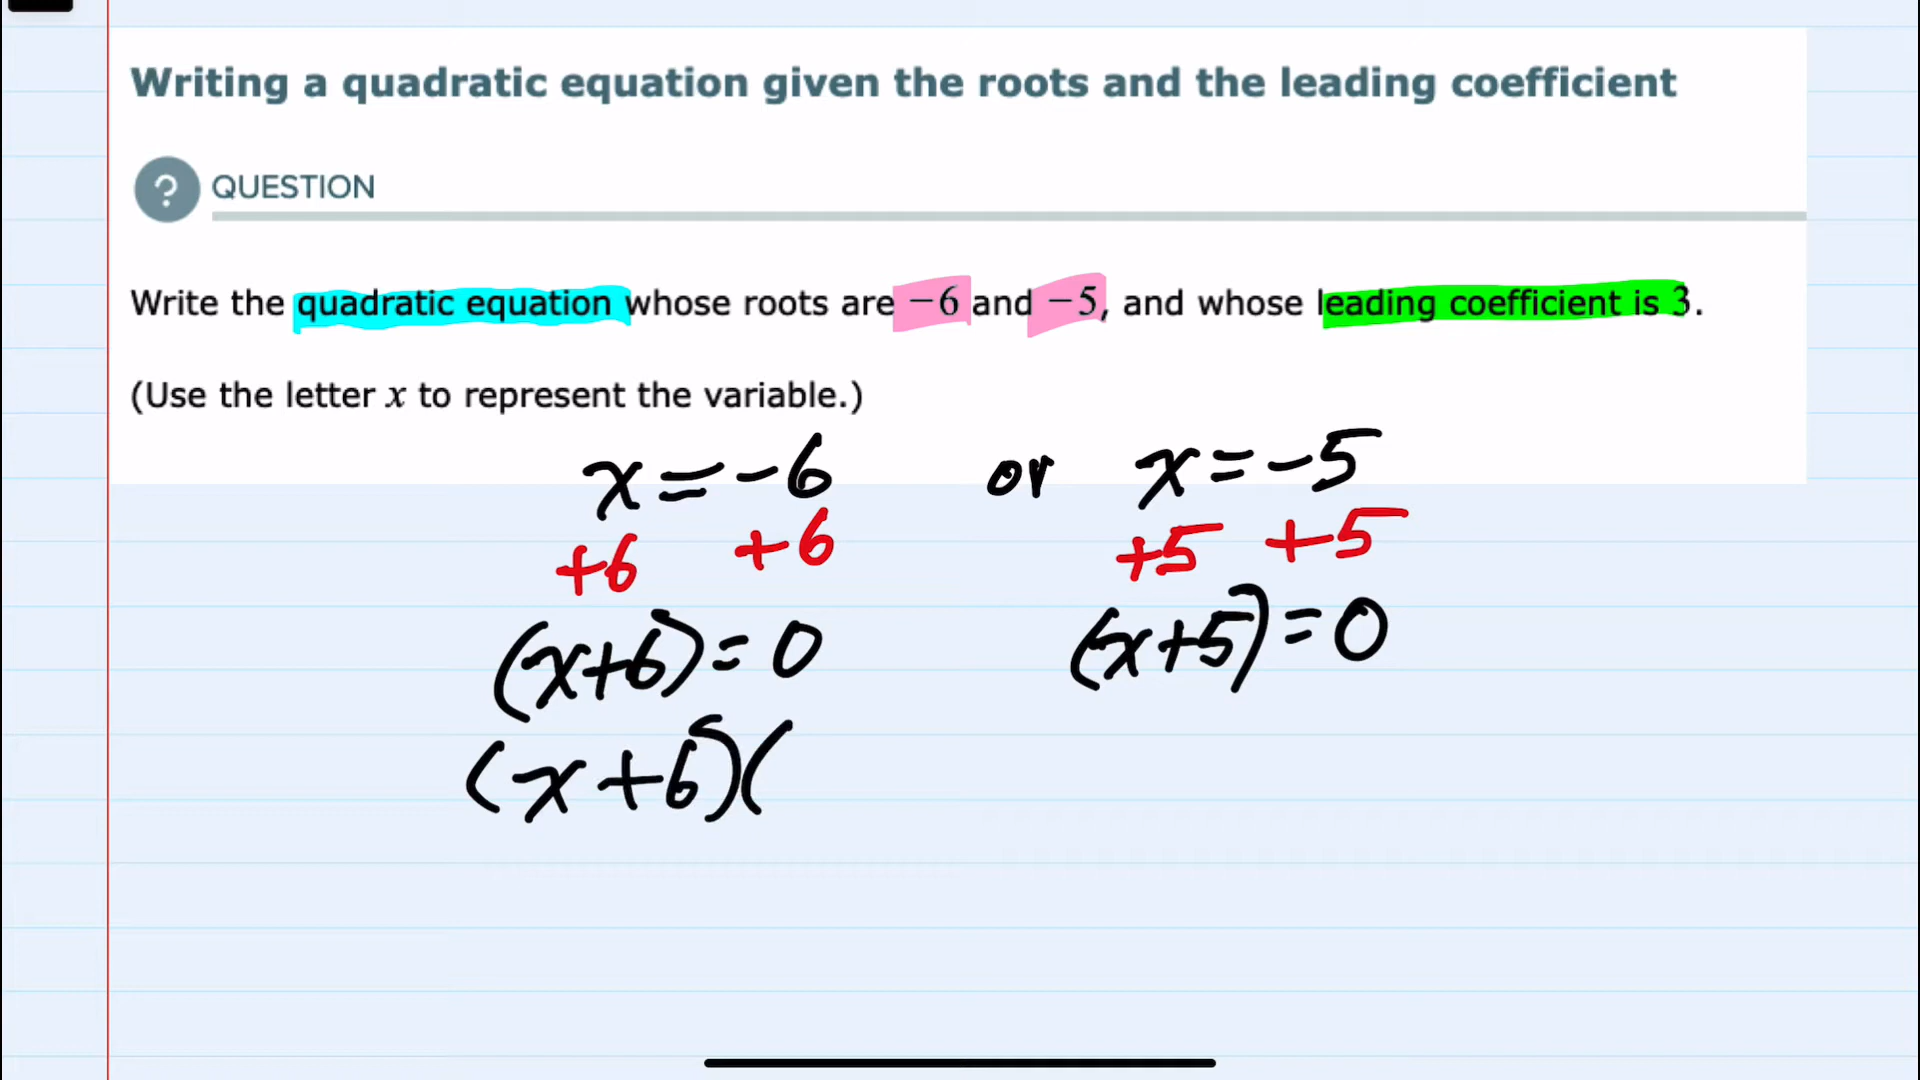 Writing a quadratic equation given the roots and the leading coefficient
? QUESTION
Write the quadratic equation whose roots are −6 and −5, and whose leading coefficient is 3.
(Use the letter x to represent the variable.)
x = -6 or x = -5
+6 +6 +5 +5
(x+6) = 0 (x+5) = 0
(x+6)(